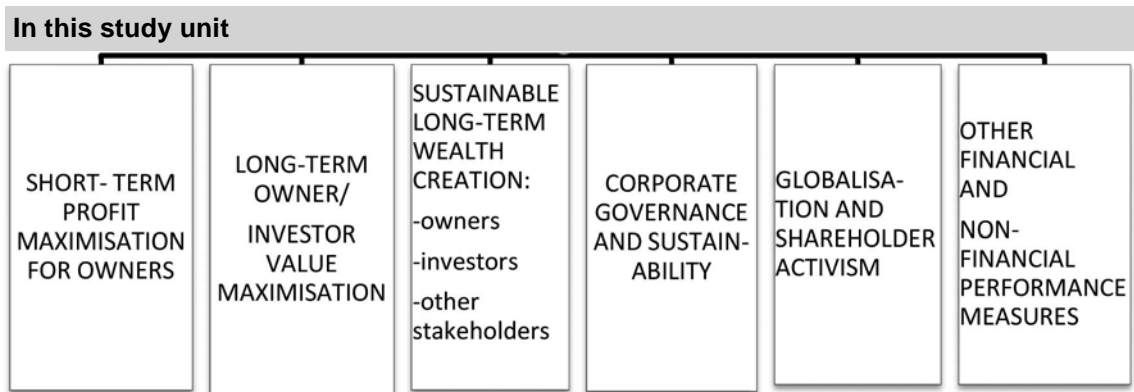 In this study unit
SHORT- TERM
PROFIT
MAXIMISATION
FOR OWNERS
LONG-TERM
OWNER/
INVESTOR
VALUE
MAXIMISATION
SUSTAINABLE
LONG-TERM
WEALTH
CREATION:
-owners
-investors
-other
stakeholders
CORPORATE
GOVERNANCE
AND SUSTAIN-
ABILITY
GLOBALISA-
TION AND
SHAREHOLDER
ACTIVISM
OTHER
FINANCIAL
AND
NON-
FINANCIAL
PERFORMANCE
MEASURES